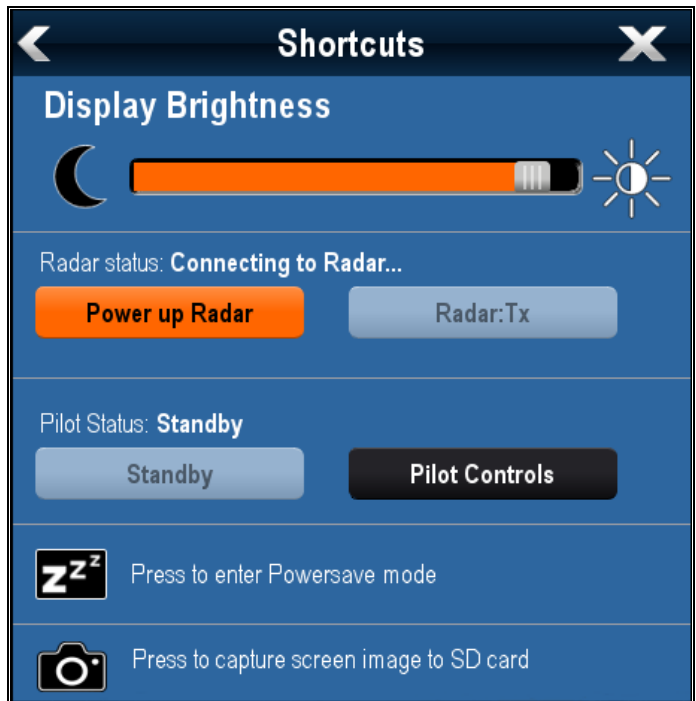 Shortcuts
Display Brightness
Radar status: Connecting to Radar...
Power up Radar
Radar:Tx
Pilot Status: Standby
Standby
Pilot Controls
zzz
Press to enter Powersave mode
Press to capture screen image to SD card